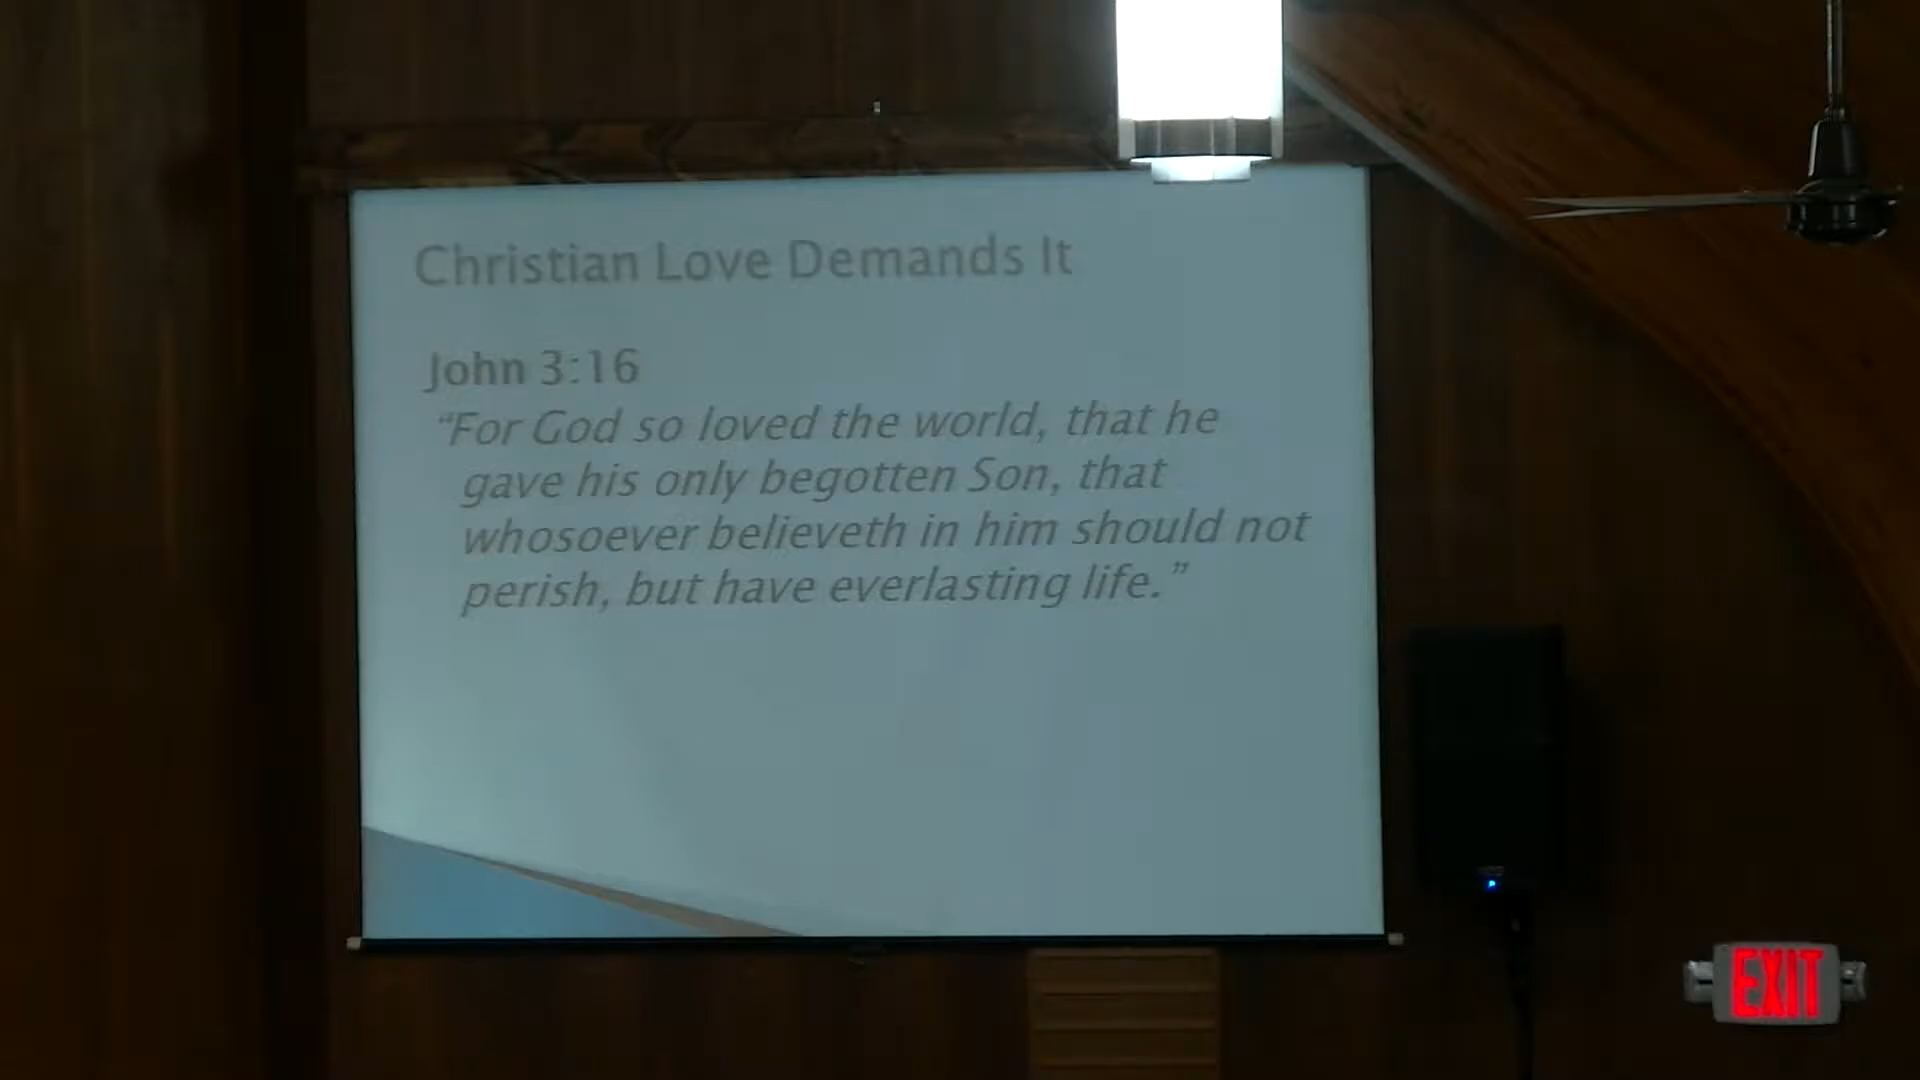 Christian Love Demands It
John 3:16
“For God so loved the world, that he
gave his only begotten Son, that
whosoever believeth in him should not
perish, but have everlasting life.”
EXIT